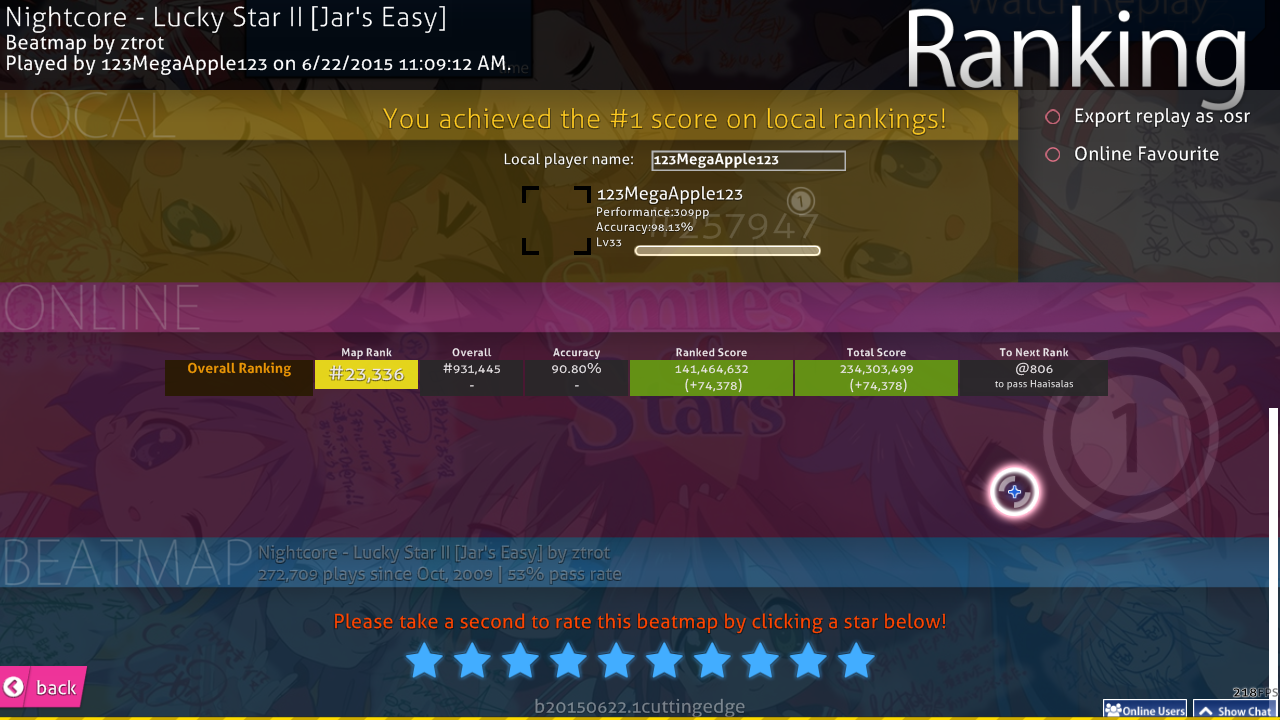 Nightcore - Lucky Star II [Jar's Easy]
Beatmap by ztrot
Played by 123MegaApple123 on 6/22/2015 11:09:12 AM.
Watch Replay
Ranking
LOCAL
You achieved the #1 score on local rankings!
Export replay as .osr
Online Favourite
Local player name: 123MegaApple123
123MegaApple123
Performance:309pp
Accuracy:98.13%
Lv33
1
ONLINE
Smiles
Stars
Map Rank Overall Accuracy Ranked Score Total Score To Next Rank
Overall Ranking #23,336 #931,445 90.80% 141,464,632 234,303,499 @806
- - (+74,378) (+74,378) to pass Haaisalas
1
BEATMAP
Nightcore - Lucky Star II [Jar's Easy] by ztrot
272,709 plays since Oct, 2009 | 53% pass rate
Please take a second to rate this beatmap by clicking a star below!
back
b20150622.1cuttingedge
218FPS
Online Users
Show Chat